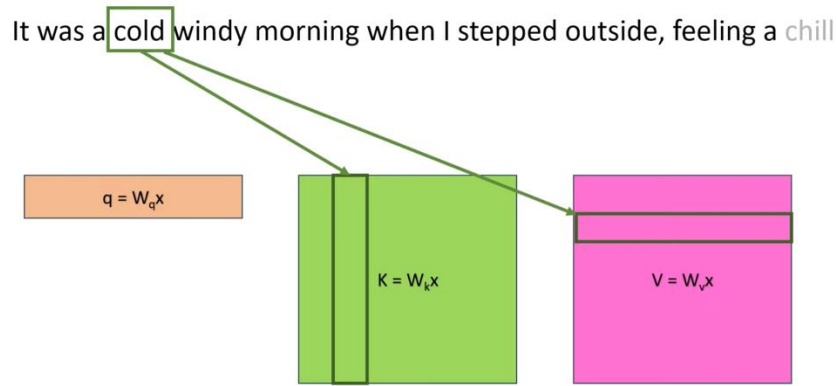 It was a cold windy morning when I stepped outside, feeling a chill
q = Wqx
K = Wkx
V = Wvx